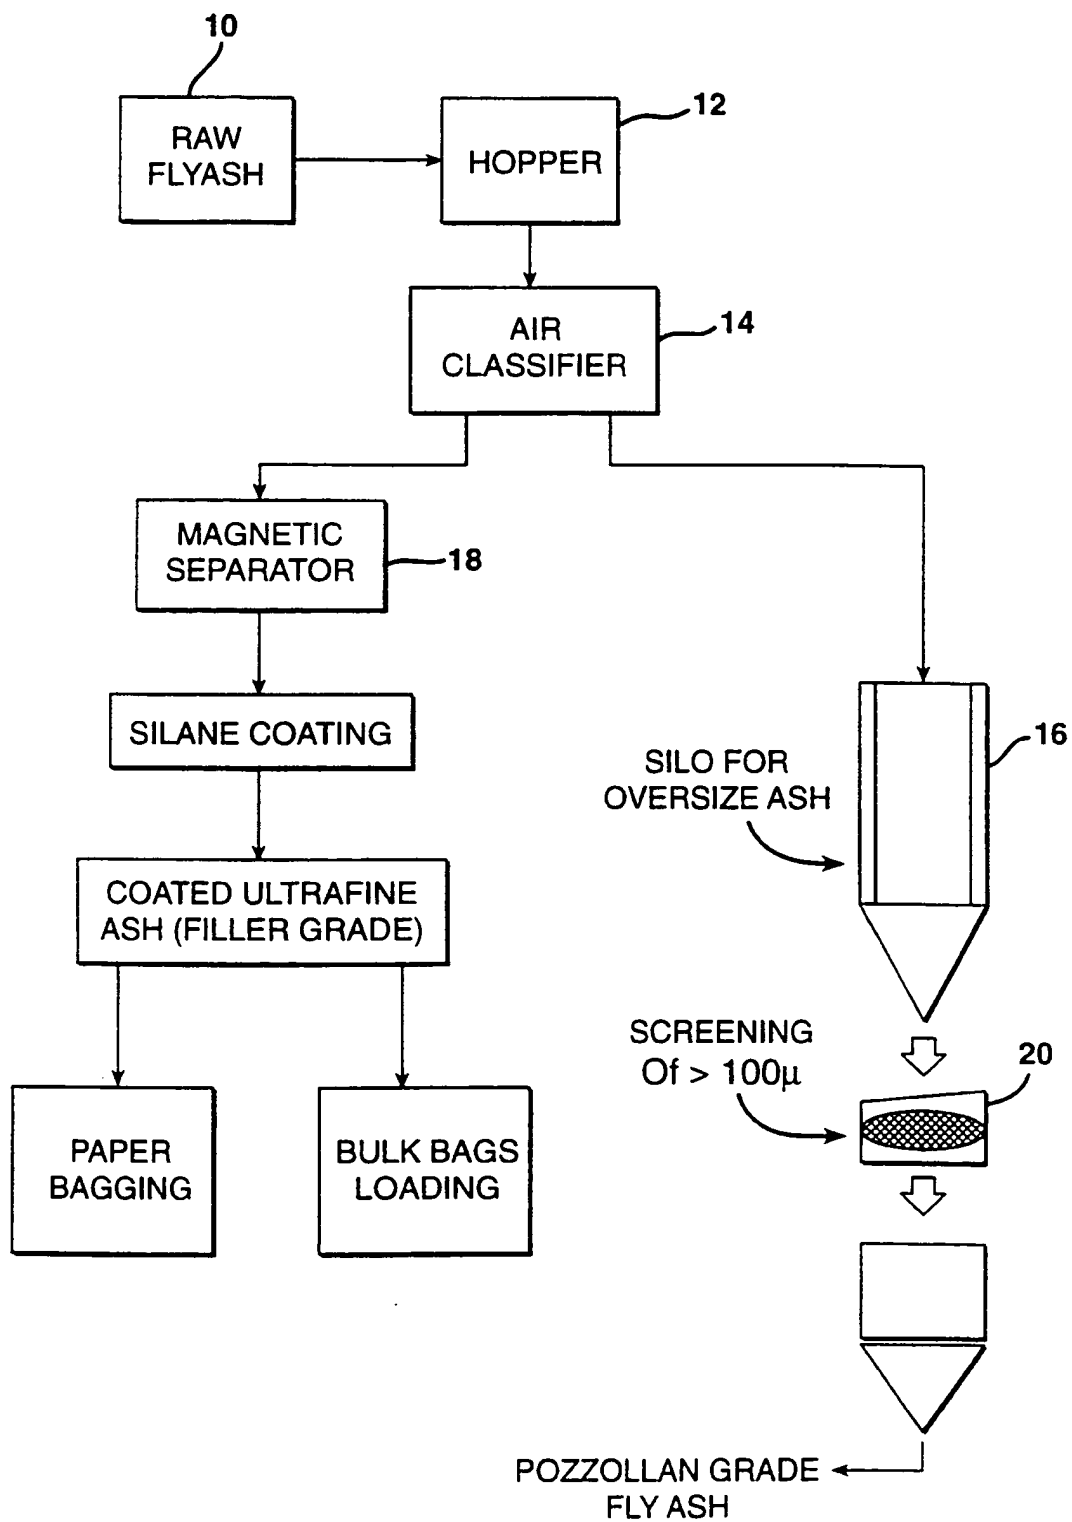 10
RAW
FLYASH
12
HOPPER
AIR
CLASSIFIER
14
MAGNETIC
SEPARATOR
18
SILANE COATING
COATED ULTRAFINE
ASH (FILLER GRADE)
PAPER
BAGGING
BULK BAGS
LOADING
16
SILO FOR
OVERSIZE ASH
SCREENING
Of > 100μ
20
POZZOLLAN GRADE
FLY ASH